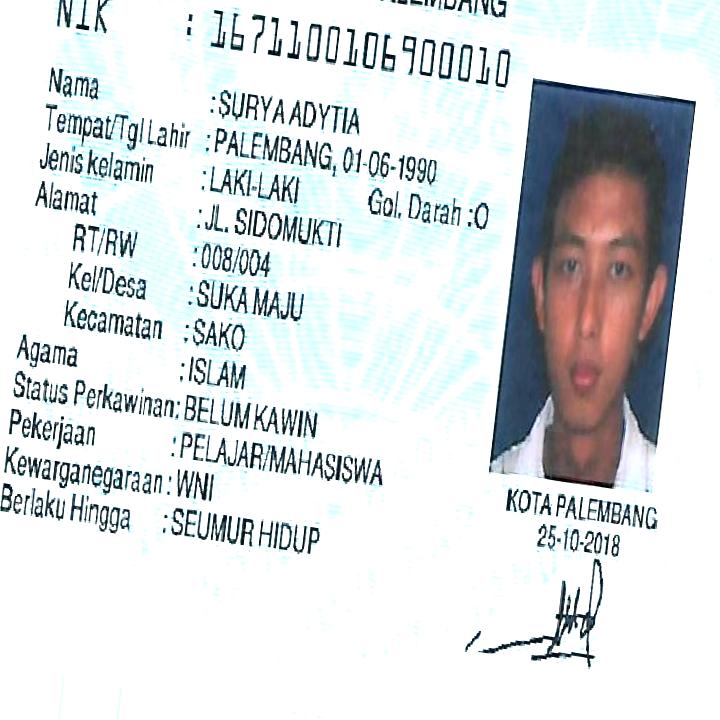 PALEMBANG
NIK : 1671100106900010
Nama : SURYA ADYTIA
Tempat/Tgl Lahir : PALEMBANG, 01-06-1990
Jenis kelamin : LAKI-LAKI Gol. Darah : O
Alamat : JL. SIDOMUKTI
RT/RW : 008/004
Kel/Desa : SUKA MAJU
Kecamatan : SAKO
Agama : ISLAM
Status Perkawinan : BELUM KAWIN
Pekerjaan : PELAJAR/MAHASISWA
Kewarganegaraan : WNI
Berlaku Hingga : SEUMUR HIDUP
KOTA PALEMBANG
25-10-2018